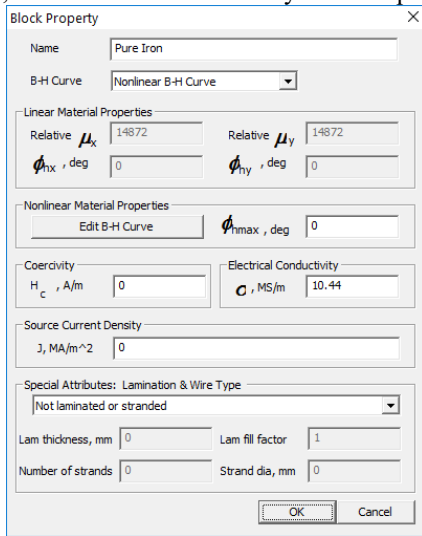 Block Property
Name Pure Iron
B-H Curve Nonlinear B-H Curve
Linear Material Properties
Relative μx 14872 Relative μy 14872
ϕhx , deg 0 ϕhy , deg 0
Nonlinear Material Properties
Edit B-H Curve ϕhmax , deg 0
Coercivity Electrical Conductivity
Hc , A/m 0 σ , MS/m 10.44
Source Current Density
J, MA/m^2 0
Special Attributes: Lamination & Wire Type
Not laminated or stranded
Lam thickness, mm 0 Lam fill factor 1
Number of strands 0 Strand dia, mm 0
OK Cancel